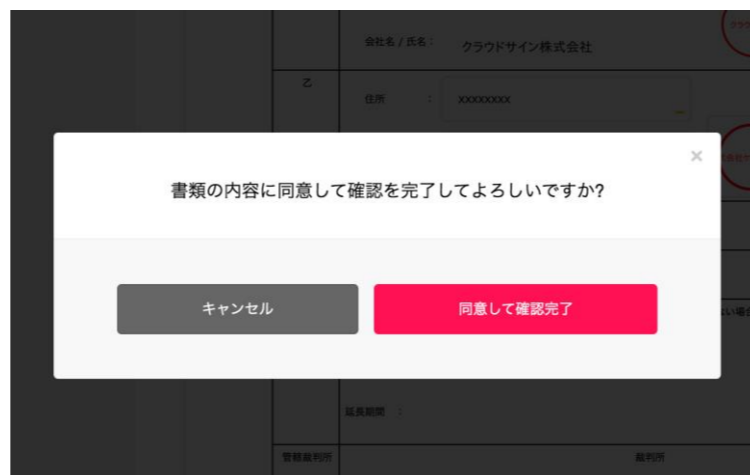 会社名 / 氏名：
クラウドサイン株式会社
乙
住所　：
xxxxxxxx
×
書類の内容に同意して確認を完了してよろしいですか?
キャンセル
同意して確認完了
延長期間　：
管轄裁判所
裁判所